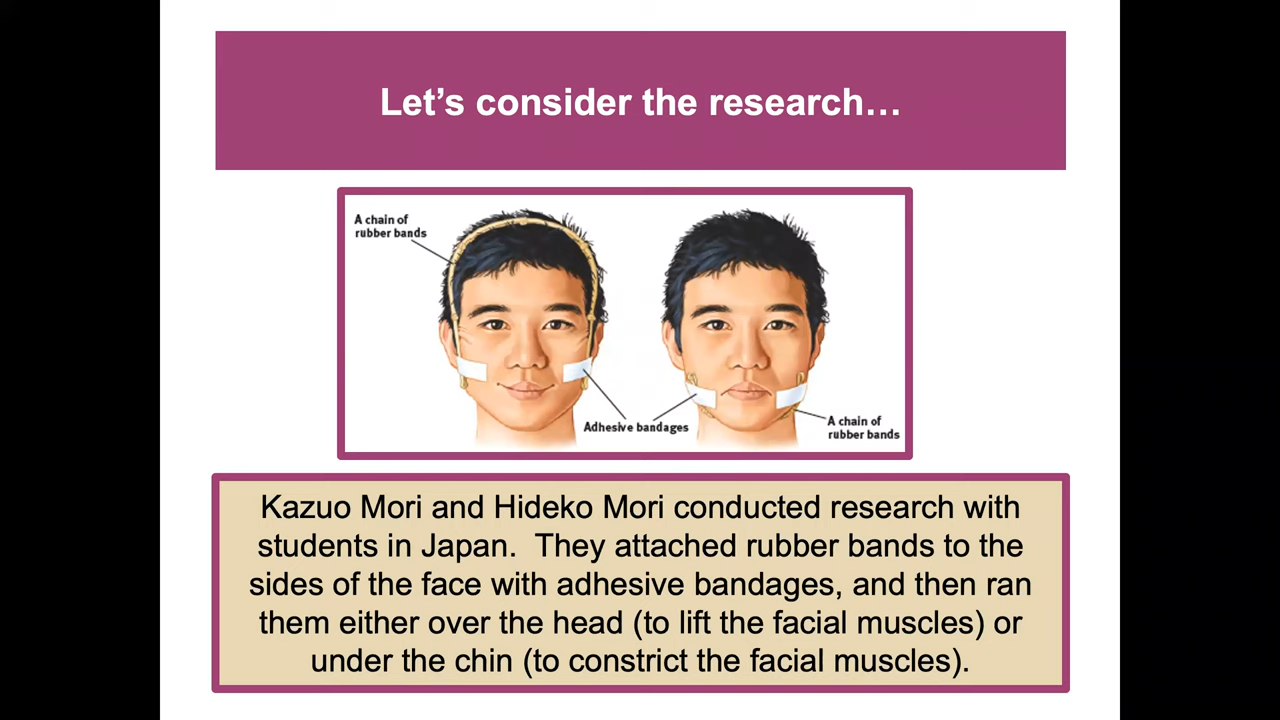 Let's consider the research…
A chain of
rubber bands
Adhesive bandages
A chain of
rubber bands
Kazuo Mori and Hideko Mori conducted research with
students in Japan.  They attached rubber bands to the
sides of the face with adhesive bandages, and then ran
them either over the head (to lift the facial muscles) or
under the chin (to constrict the facial muscles).